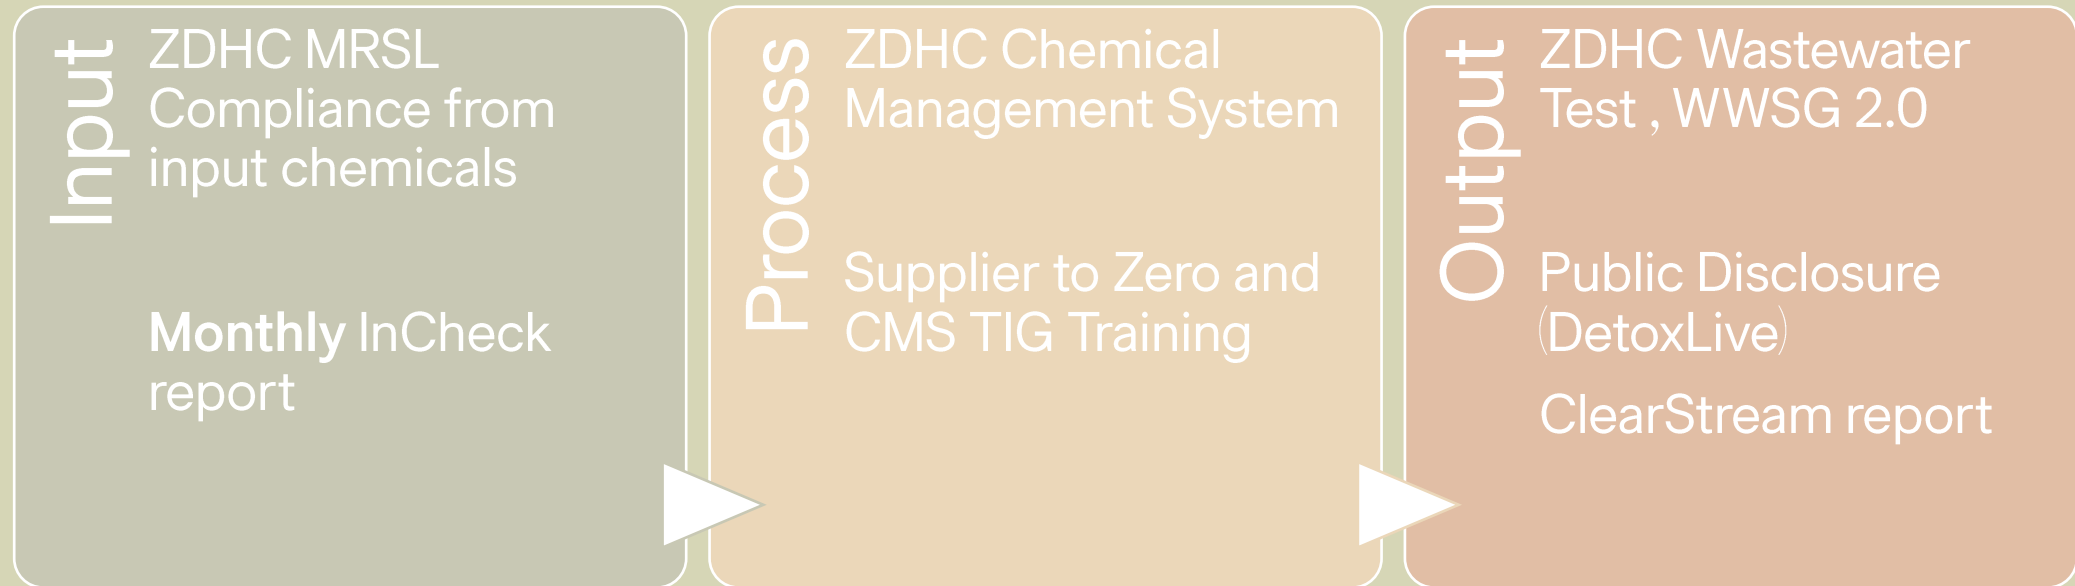 Input
ZDHC MRSL
Compliance from
input chemicals
Monthly InCheck
report
Process
ZDHC Chemical
Management System
Supplier to Zero and
CMS TIG Training
Output
ZDHC Wastewater
Test , WWSG 2.0
Public Disclosure
(DetoxLive)
ClearStream report